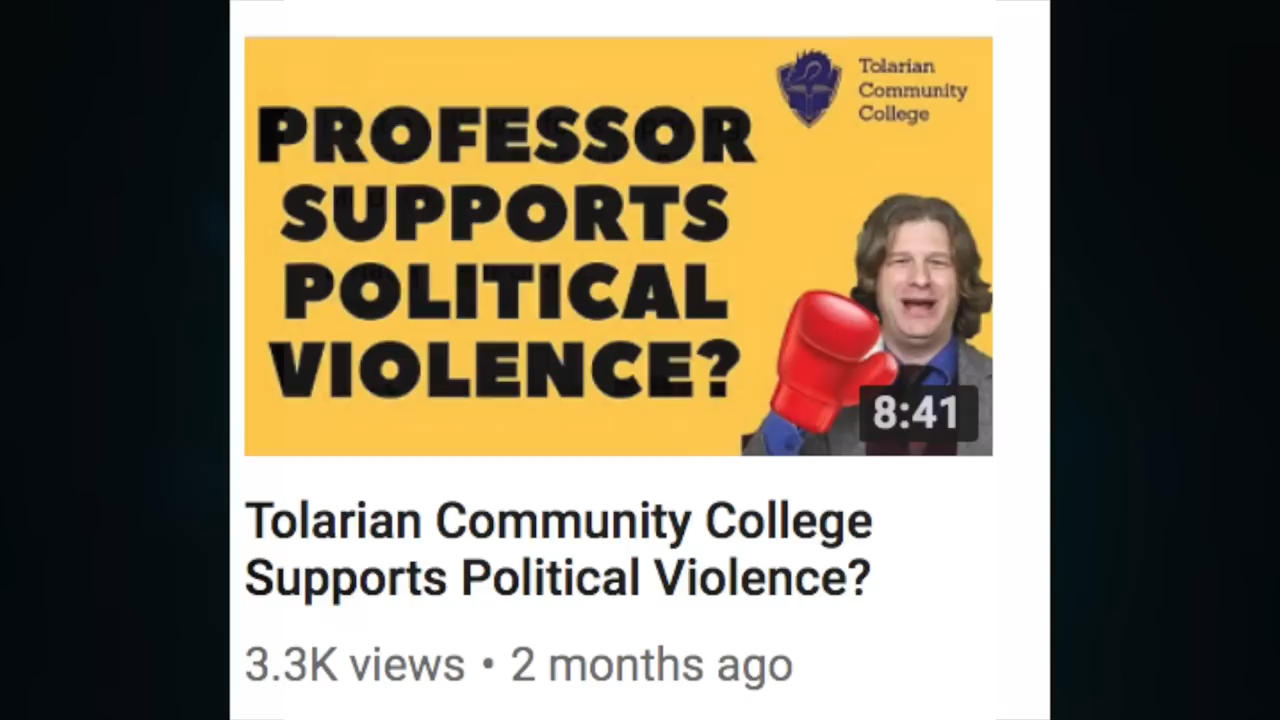 Tolarian
Community
College
PROFESSOR
SUPPORTS
POLITICAL
VIOLENCE?
8:41
Tolarian Community College
Supports Political Violence?
3.3K views • 2 months ago